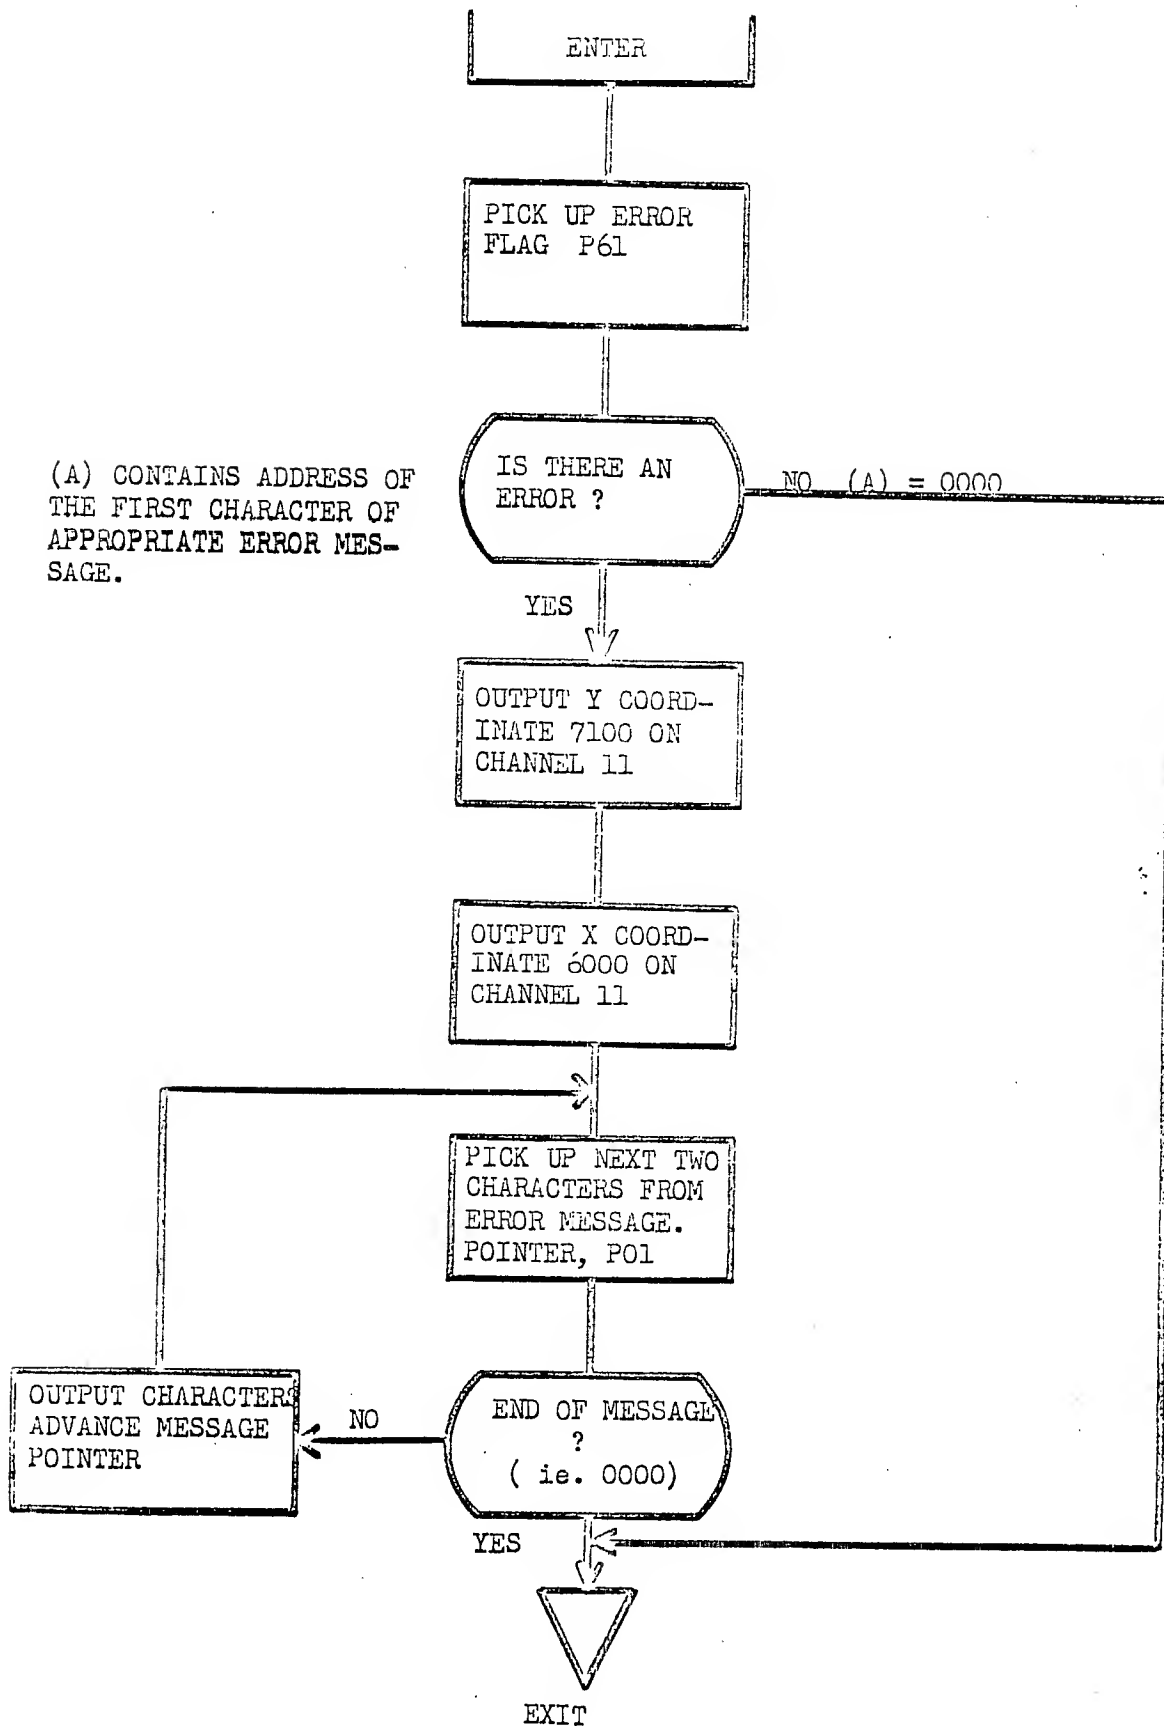 ENTER
PICK UP ERROR
FLAG P61
(A) CONTAINS ADDRESS OF
THE FIRST CHARACTER OF
APPROPRIATE ERROR MES-
SAGE.
IS THERE AN
ERROR ?
NO (A) = 0000
YES
OUTPUT Y COORD-
INATE 7100 ON
CHANNEL 11
OUTPUT X COORD-
INATE 6000 ON
CHANNEL 11
PICK UP NEXT TWO
CHARACTERS FROM
ERROR MESSAGE.
POINTER, P01
OUTPUT CHARACTERS
ADVANCE MESSAGE
POINTER
NO
END OF MESSAGE
?
( ie. 0000)
YES
EXIT